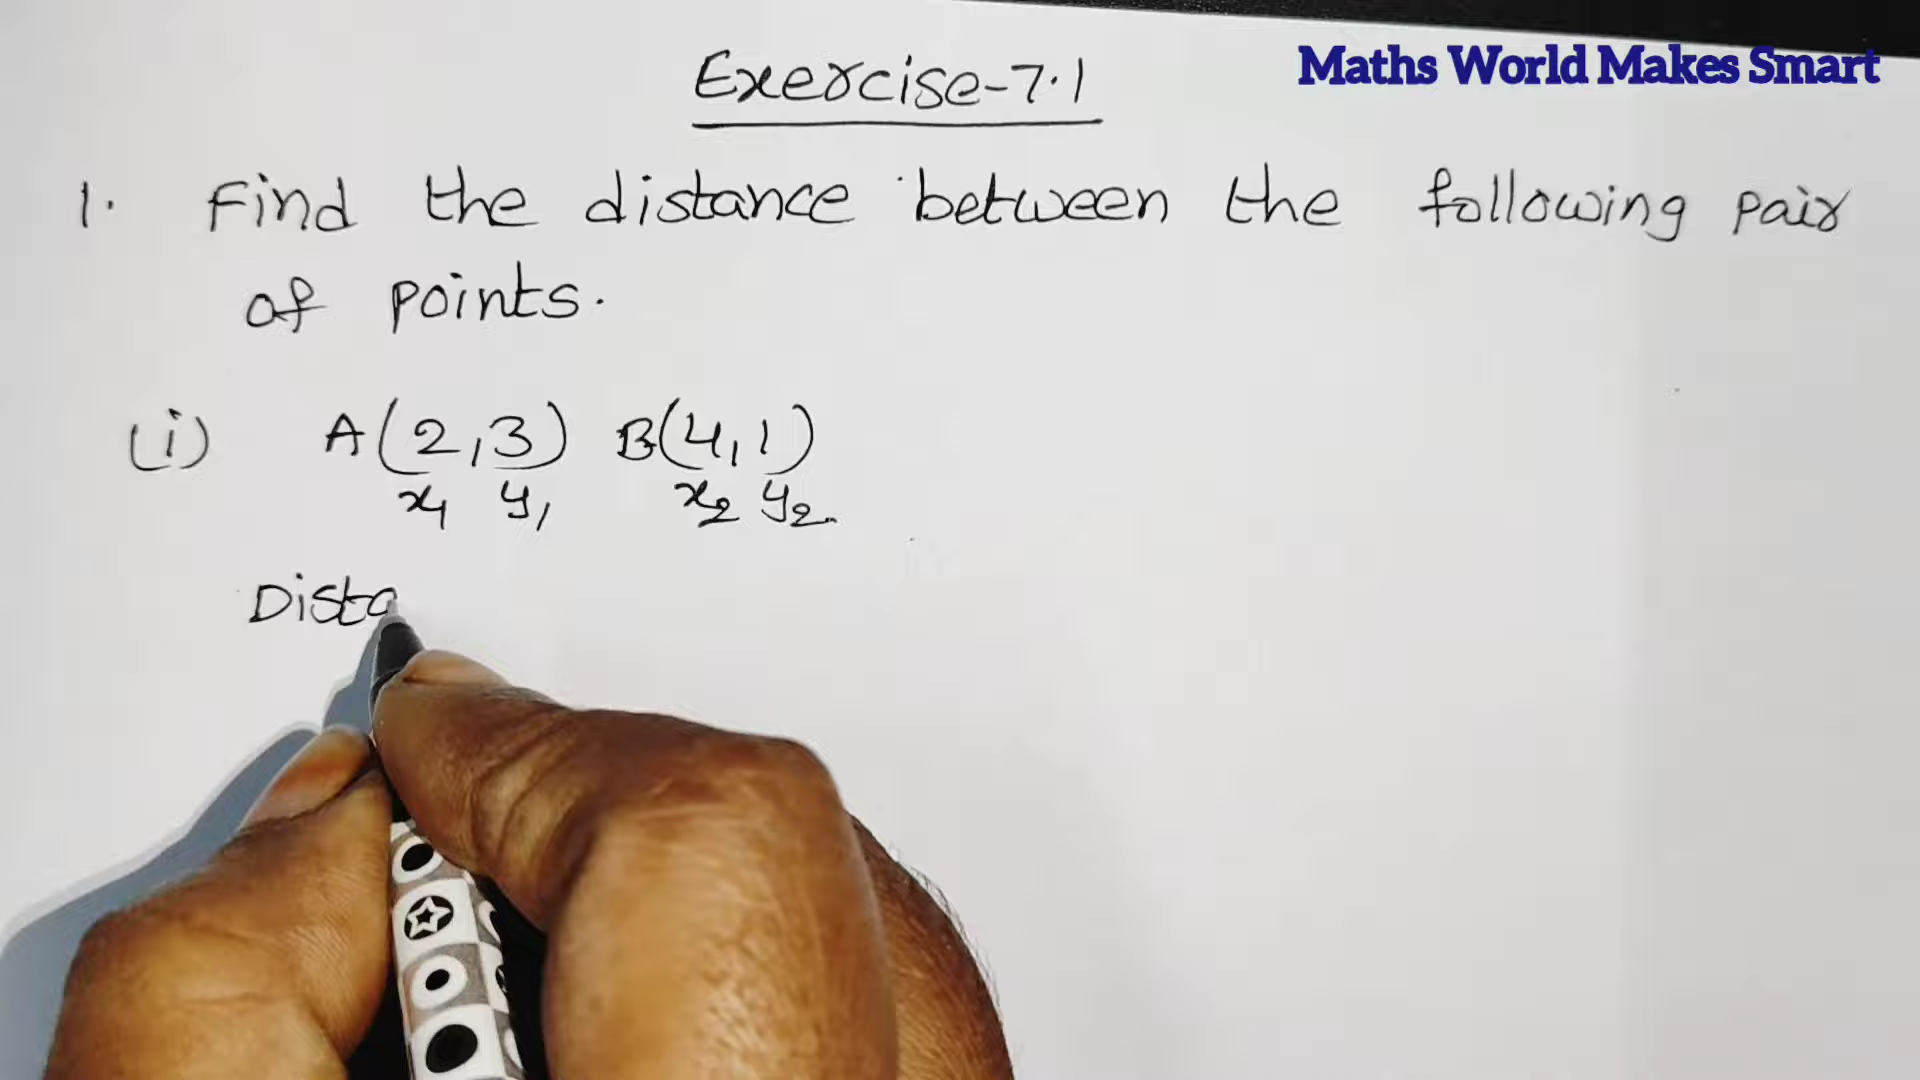 Maths World Makes Smart
Exercise-7.1
1. Find the distance between the following pair
of points.
(i) A(2,3) B(4,1)
x1 y1 x2 y2.
Dista